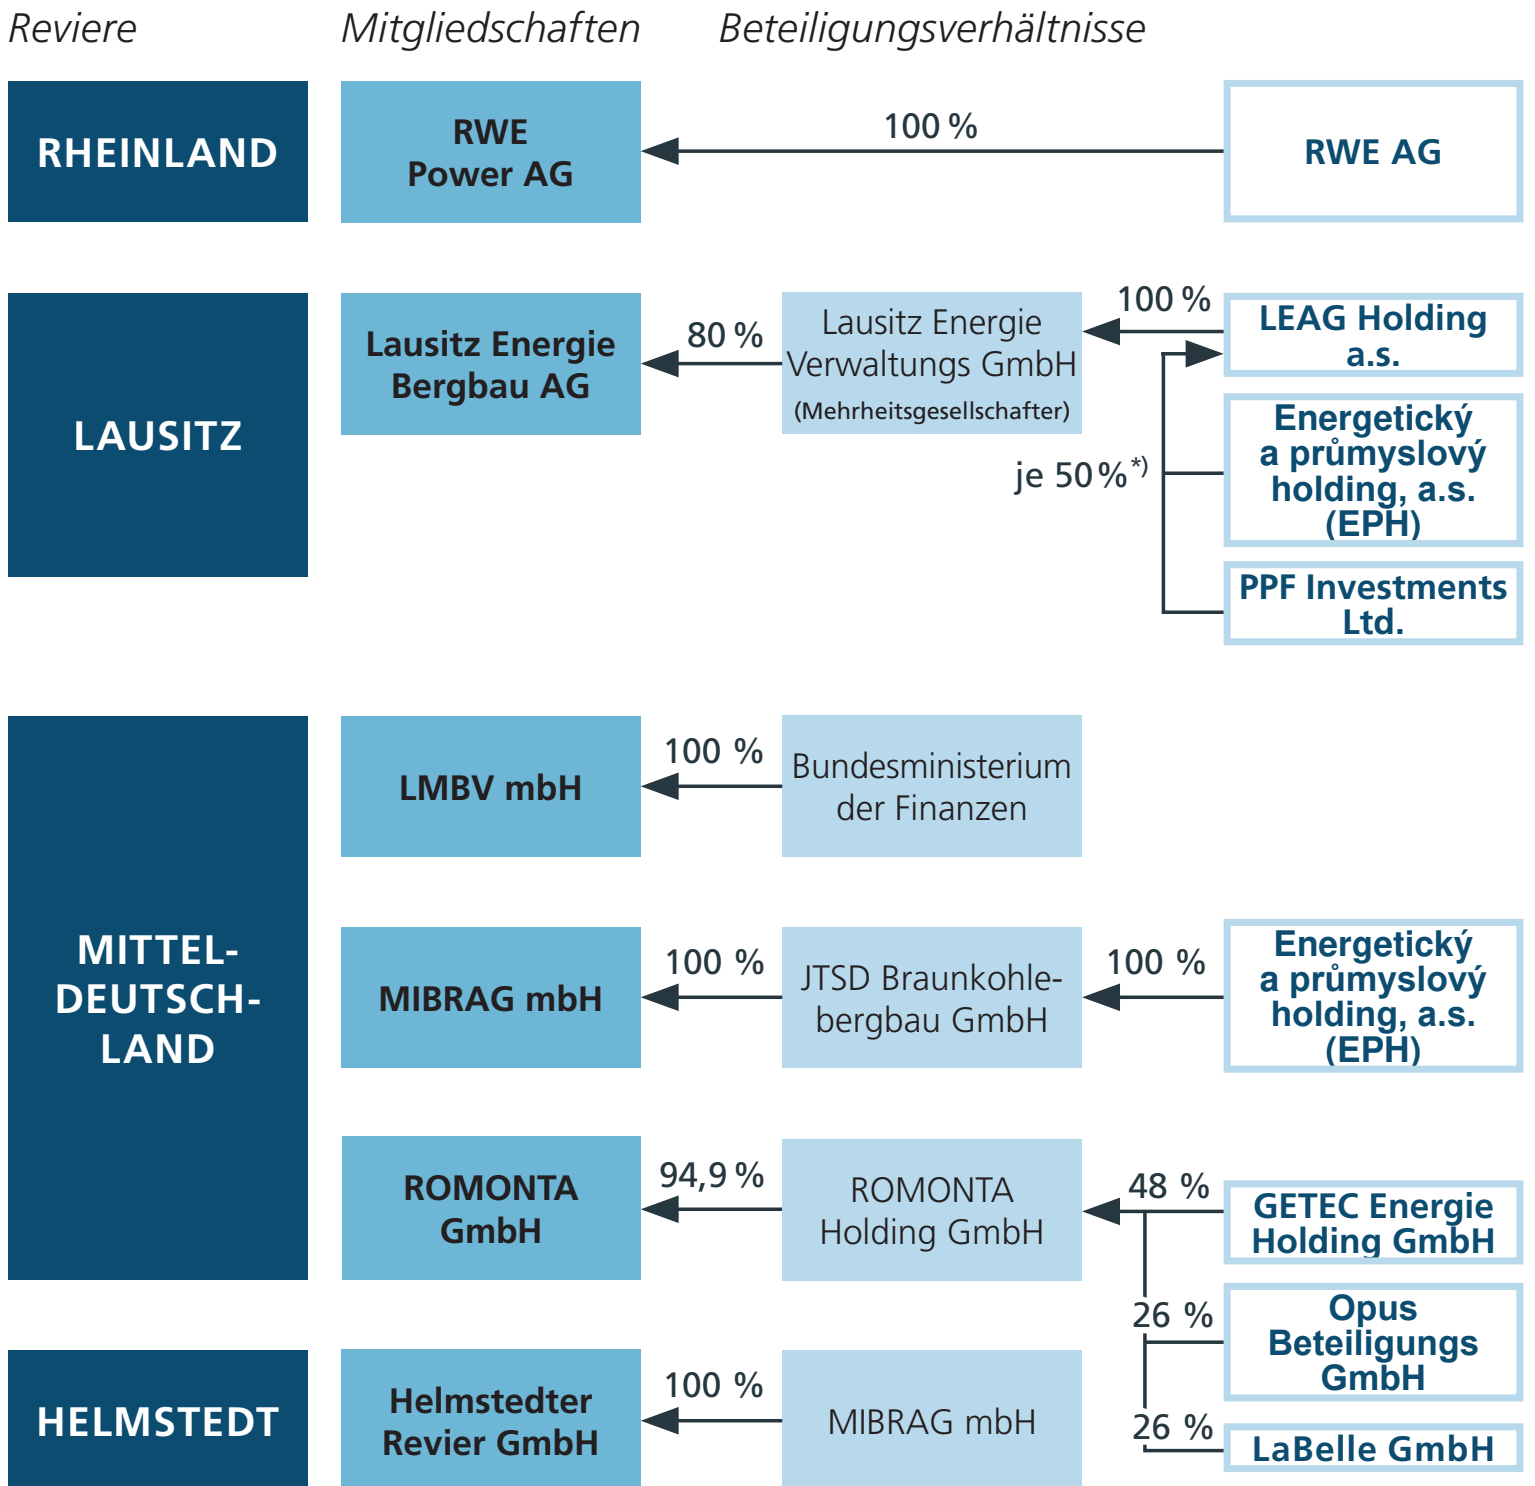 Reviere
Mitgliedschaften
Beteiligungsverhältnisse
RHEINLAND
RWE
Power AG
100 %
RWE AG
LAUSITZ
Lausitz Energie
Bergbau AG
80 %
Lausitz Energie
Verwaltungs GmbH
(Mehrheitsgesellschafter)
100 %
LEAG Holding
a.s.
je 50 %*)
Energetický
a průmyslový
holding, a.s.
(EPH)
PPF Investments
Ltd.
MITTEL-
DEUTSCH-
LAND
LMBV mbH
100 %
Bundesministerium
der Finanzen
MIBRAG mbH
100 %
JTSD Braunkohle-
bergbau GmbH
100 %
Energetický
a průmyslový
holding, a.s.
(EPH)
ROMONTA
GmbH
94,9 %
ROMONTA
Holding GmbH
48 %
GETEC Energie
Holding GmbH
26 %
Opus
Beteiligungs
GmbH
26 %
LaBelle GmbH
HELMSTEDT
Helmstedter
Revier GmbH
100 %
MIBRAG mbH